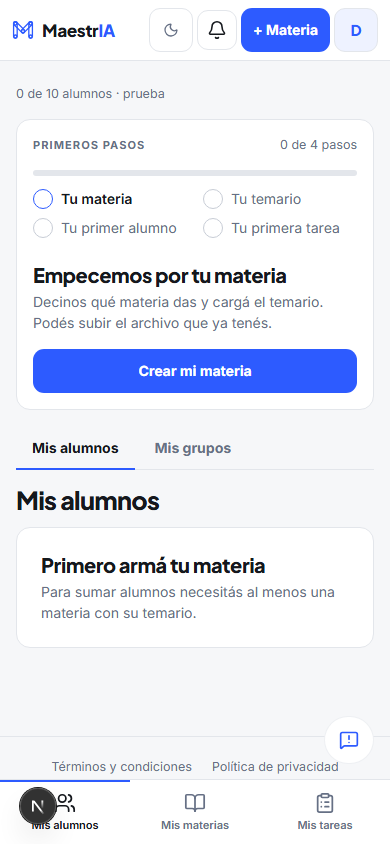 MaestrIA
+ Materia
D
0 de 10 alumnos · prueba
PRIMEROS PASOS
0 de 4 pasos
Tu materia
Tu temario
Tu primer alumno
Tu primera tarea
Empecemos por tu materia
Decinos qué materia das y cargá el temario.
Podés subir el archivo que ya tenés.
Crear mi materia
Mis alumnos
Mis grupos
Mis alumnos
Primero armá tu materia
Para sumar alumnos necesitás al menos una
materia con su temario.
Términos y condiciones
Política de privacidad
N
Mis alumnos
Mis materias
Mis tareas